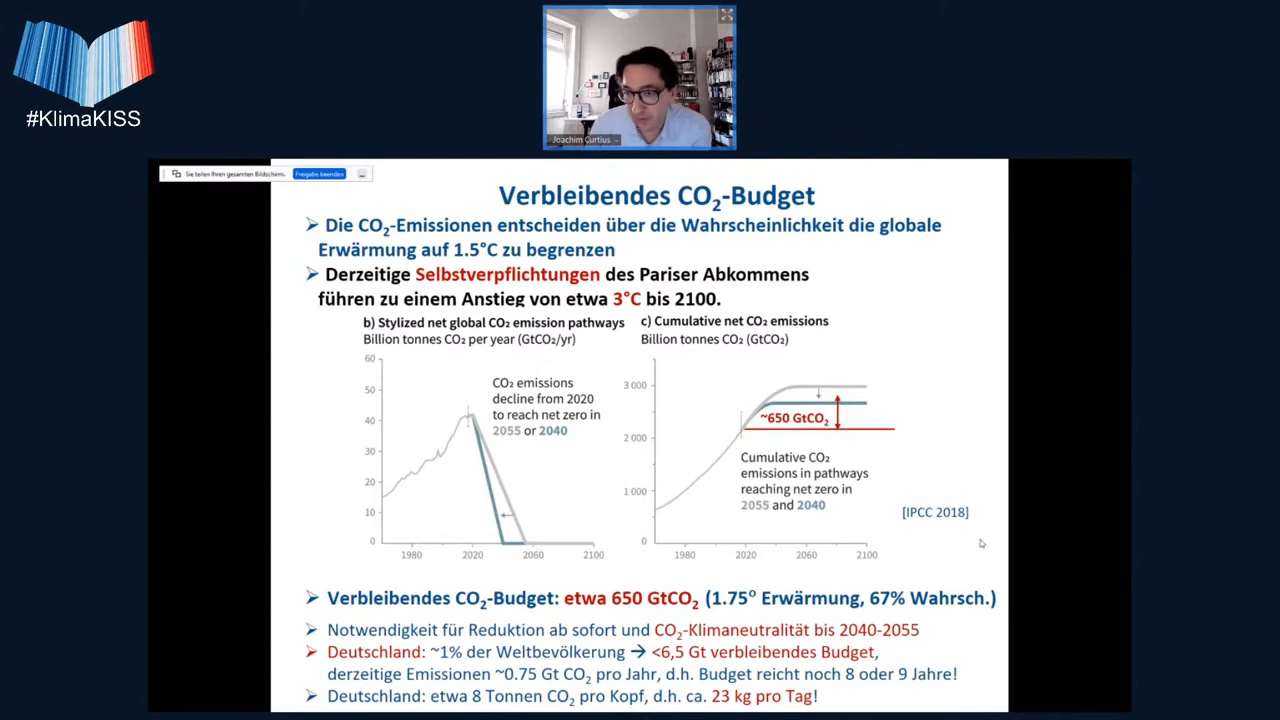 #KlimaKISS
Joachim Curtius
Sie teilen Ihren gesamten Bildschirm. Freigabe beenden
Verbleibendes CO₂-Budget
Die CO₂-Emissionen entscheiden über die Wahrscheinlichkeit die globale
Erwärmung auf 1.5°C zu begrenzen
Derzeitige Selbstverpflichtungen des Pariser Abkommens
führen zu einem Anstieg von etwa 3°C bis 2100.
b) Stylized net global CO₂ emission pathways
Billion tonnes CO₂ per year (GtCO₂/yr)
60
50
40
30
20
10
0
1980 2020 2060 2100
CO₂ emissions
decline from 2020
to reach net zero in
2055 or 2040
c) Cumulative net CO₂ emissions
Billion tonnes CO₂ (GtCO₂)
3 000
2 000
1 000
0
1980 2020 2060 2100
~650 GtCO₂
Cumulative CO₂
emissions in pathways
reaching net zero in
2055 and 2040
[IPCC 2018]
Verbleibendes CO₂-Budget: etwa 650 GtCO₂ (1.75° Erwärmung, 67% Wahrsch.)
Notwendigkeit für Reduktion ab sofort und CO₂-Klimaneutralität bis 2040-2055
Deutschland: ~1% der Weltbevölkerung → <6,5 Gt verbleibendes Budget,
derzeitige Emissionen ~0.75 Gt CO₂ pro Jahr, d.h. Budget reicht noch 8 oder 9 Jahre!
Deutschland: etwa 8 Tonnen CO₂ pro Kopf, d.h. ca. 23 kg pro Tag!